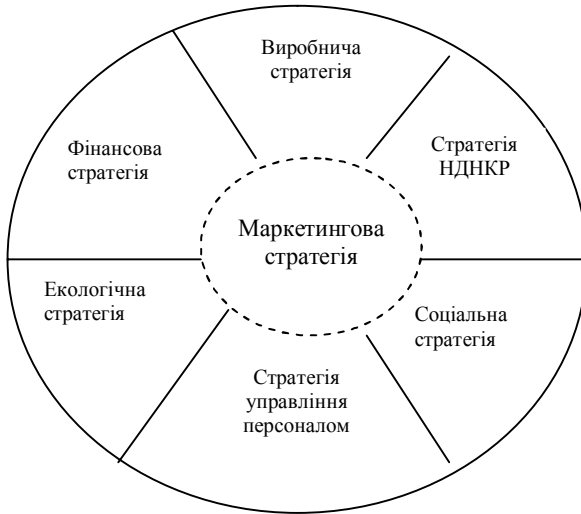 Виробнича
стратегія
Фінансова
стратегія
Стратегія
НДНКР
Маркетингова
стратегія
Екологічна
стратегія
Соціальна
стратегія
Стратегія
управління
персоналом